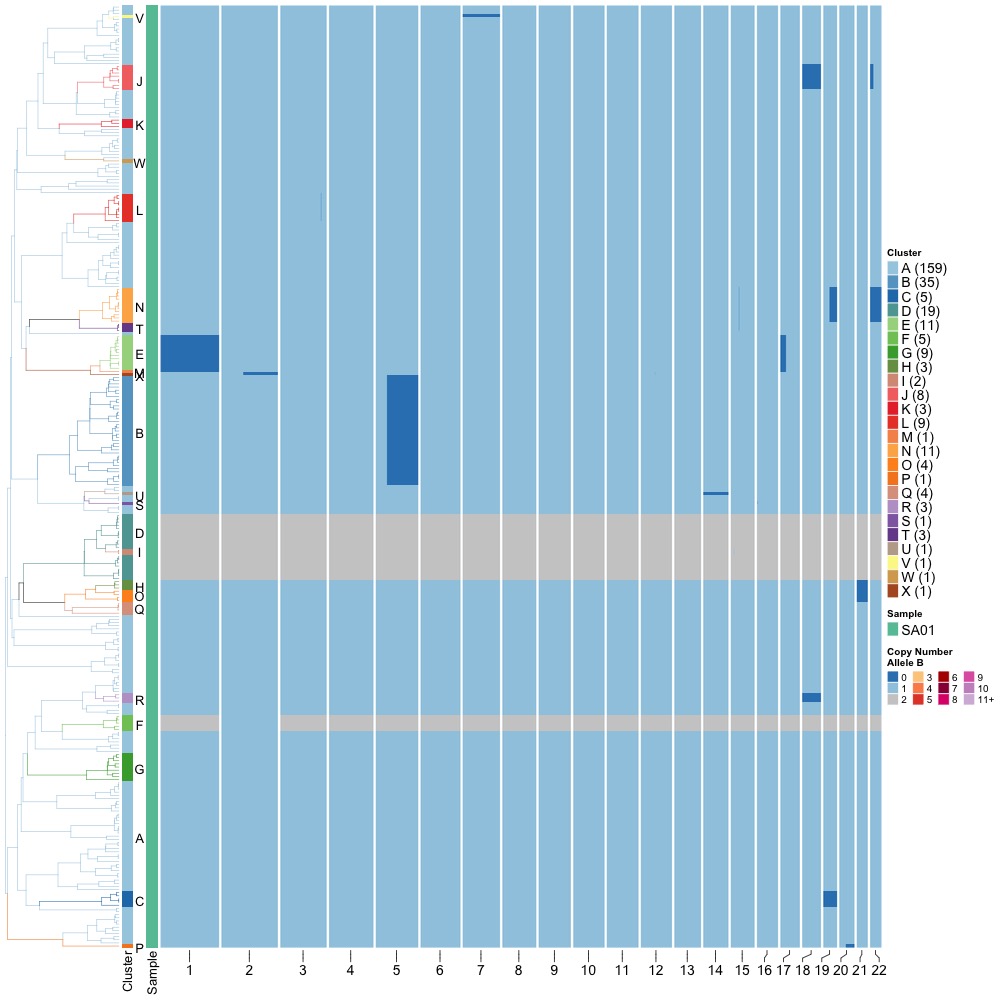 V
J
K
W
L
N
T
E
M
X
B
U
S
D
I
H
O
Q
R
F
G
A
C
P
Cluster
Sample
1 2 3 4 5 6 7 8 9 10 11 12 13 14 15 16 17 18 19 20 21 22
Cluster
A (159)
B (35)
C (5)
D (19)
E (11)
F (5)
G (9)
H (3)
I (2)
J (8)
K (3)
L (9)
M (1)
N (11)
O (4)
P (1)
Q (4)
R (3)
S (1)
T (3)
U (1)
V (1)
W (1)
X (1)
Sample
SA01
Copy Number
Allele B
0 3 6 9
1 4 7 10
2 5 8 11+